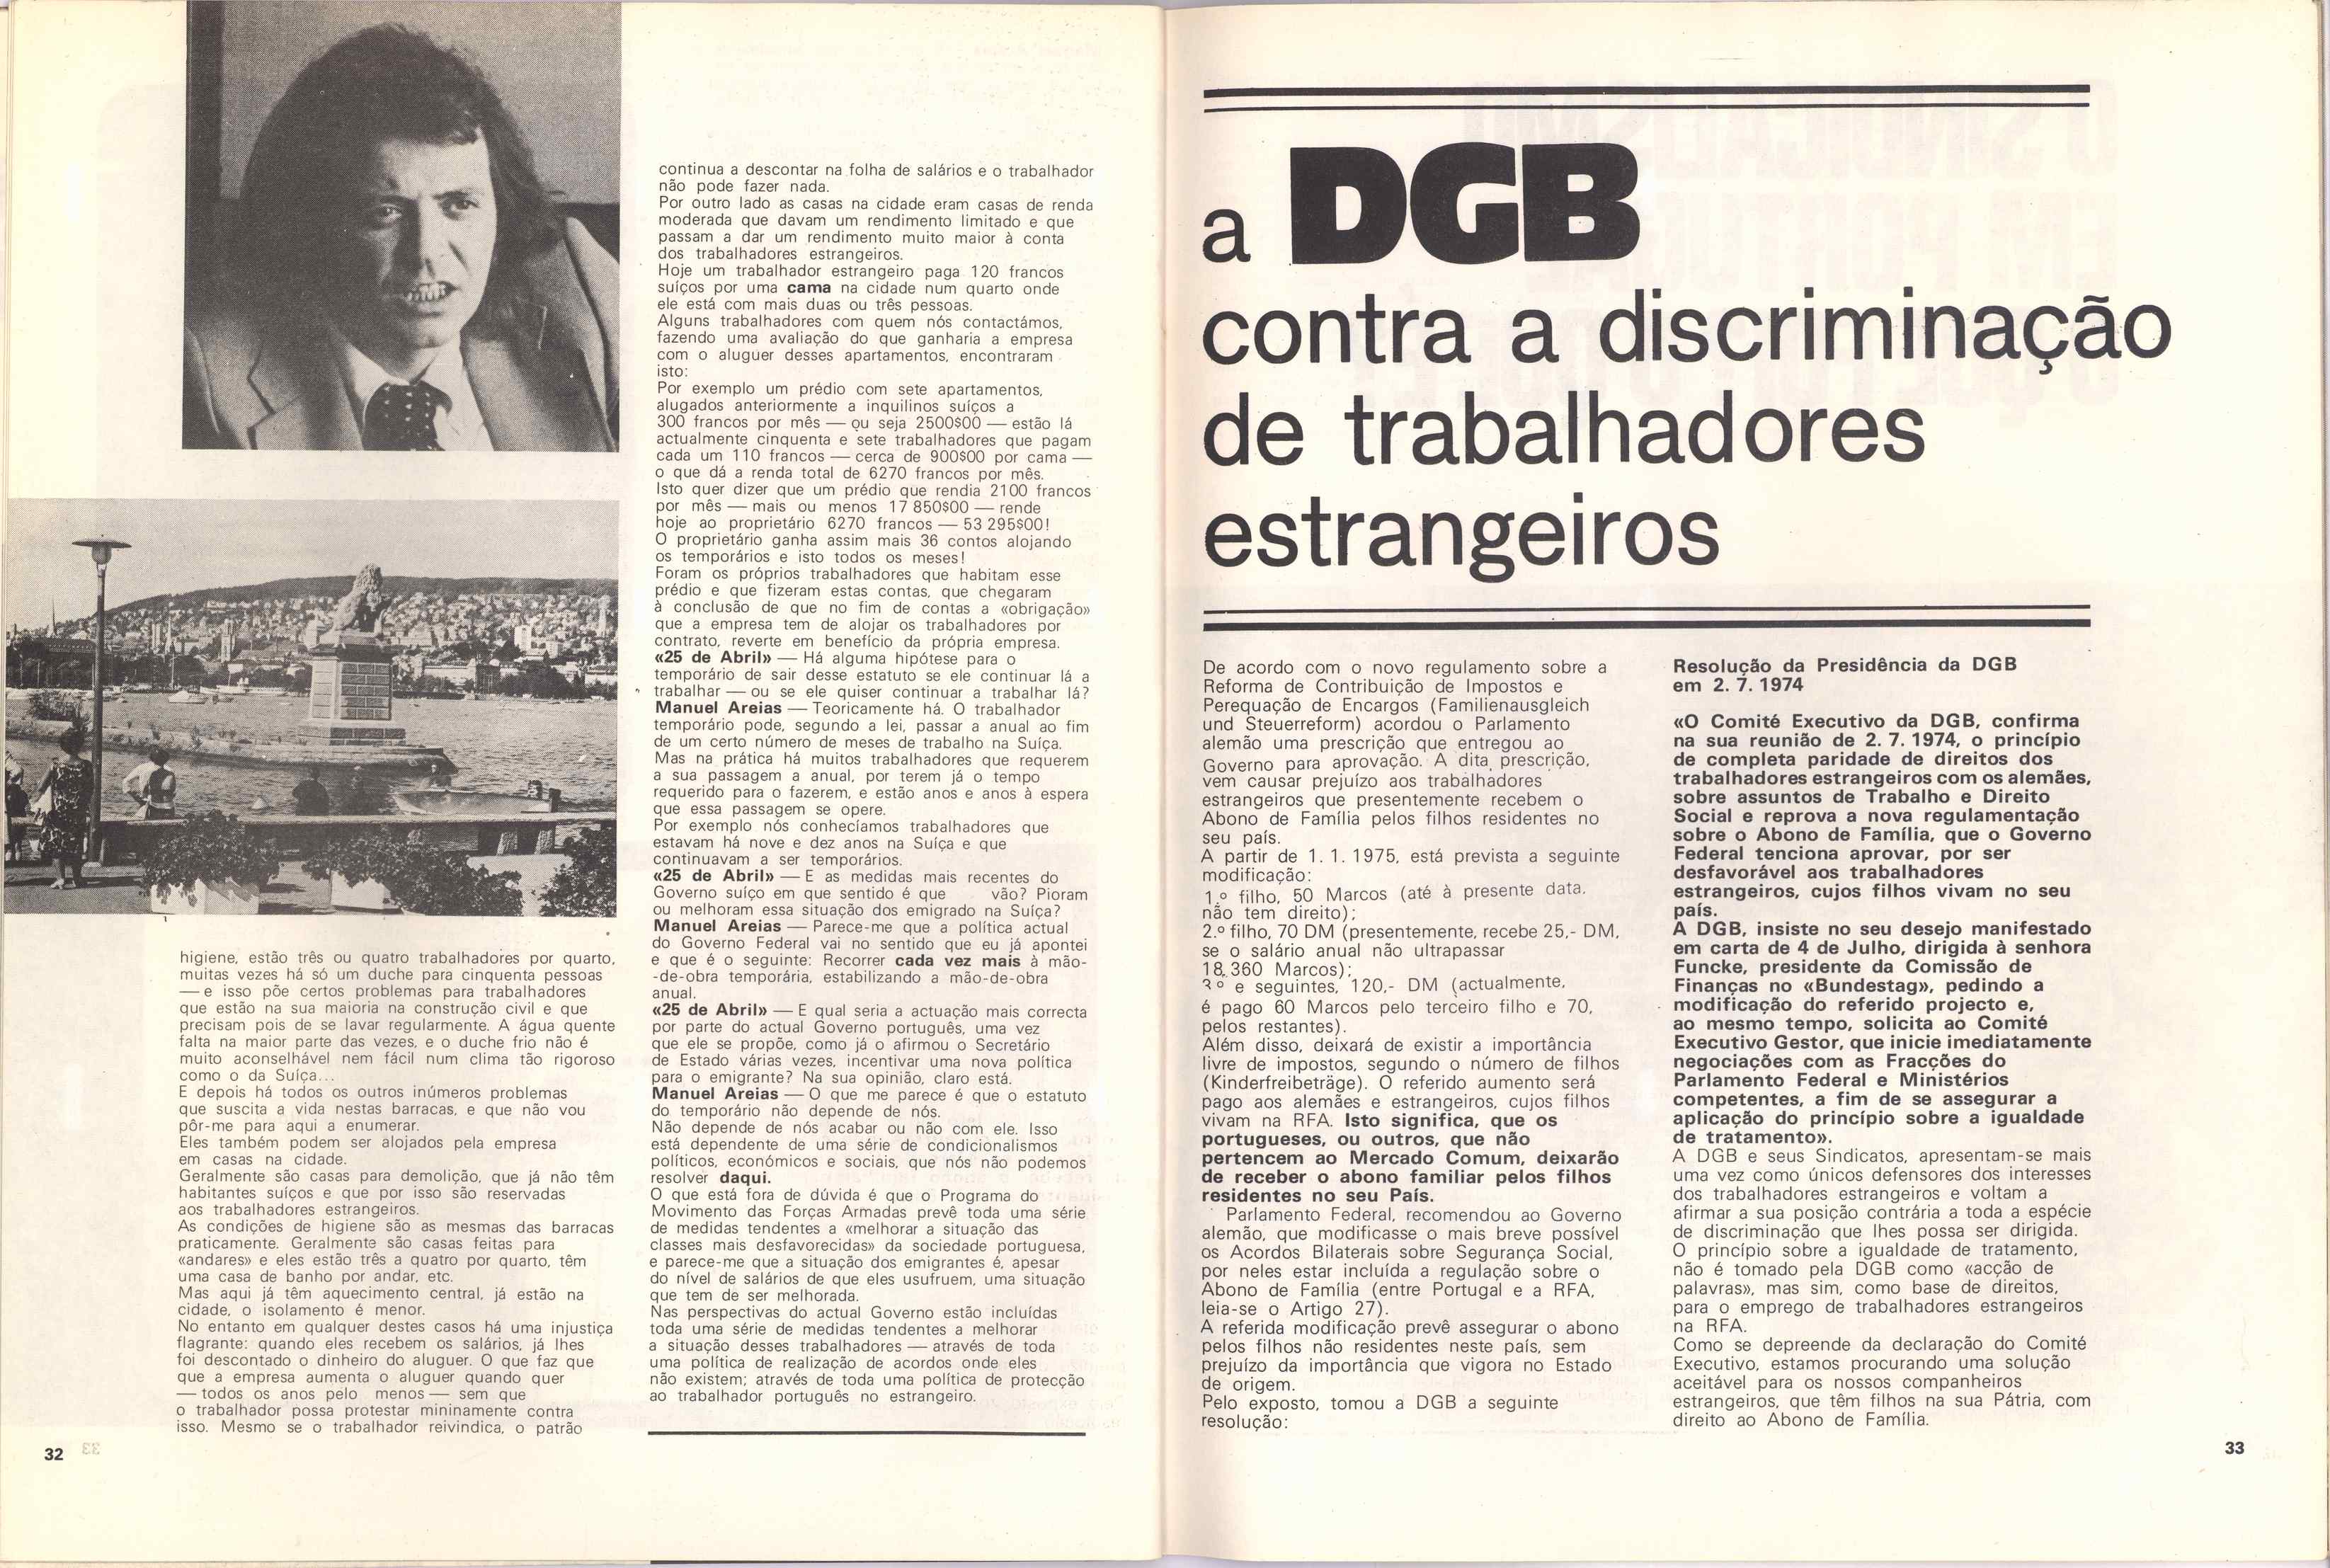 higiene, estão três ou quatro trabalhadores por quarto,
muitas vezes há só um duche para cinquenta pessoas
— e isso põe certos problemas para trabalhadores
que estão na sua maioria na construção civil e que
precisam pois de se lavar regularmente. A água quente
falta na maior parte das vezes, e o duche frio não é
muito aconselhável nem fácil num clima tão rigoroso
como o da Suíça...
E depois há todos os outros inúmeros problemas
que suscita a vida nestas barracas, e que não vou
pôr-me para aqui a enumerar.
Eles também podem ser alojados pela empresa
em casas na cidade.
Geralmente são casas para demolição, que já não têm
habitantes suíços e que por isso são reservadas
aos trabalhadores estrangeiros.
As condições de higiene são as mesmas das barracas
praticamente. Geralmente são casas feitas para
«andares» e eles estão três a quatro por quarto, têm
uma casa de banho por andar, etc.
Mas aqui já têm aquecimento central, já estão na
cidade, o isolamento é menor.
No entanto em qualquer destes casos há uma injustiça
flagrante: quando eles recebem os salários, já lhes
foi descontado o dinheiro do aluguer. O que faz que
que a empresa aumenta o aluguer quando quer
— todos os anos pelo menos — sem que
o trabalhador possa protestar mininamente contra
isso. Mesmo se o trabalhador reivindica, o patrão
32
continua a descontar na folha de salários e o trabalhador
não pode fazer nada.
Por outro lado as casas na cidade eram casas de renda
moderada que davam um rendimento limitado e que
passam a dar um rendimento muito maior à conta
dos trabalhadores estrangeiros.
Hoje um trabalhador estrangeiro paga 120 francos
suíços por uma cama na cidade num quarto onde
ele está com mais duas ou três pessoas.
Alguns trabalhadores com quem nós contactámos,
fazendo uma avaliação do que ganharia a empresa
com o aluguer desses apartamentos, encontraram
isto:
Por exemplo um prédio com sete apartamentos,
alugados anteriormente a inquilinos suíços a
300 francos por mês — ou seja 2500$00 — estão lá
actualmente cinquenta e sete trabalhadores que pagam
cada um 110 francos — cerca de 900$00 por cama —
o que dá a renda total de 6270 francos por mês.
Isto quer dizer que um prédio que rendia 2100 francos
por mês — mais ou menos 17 850$00 — rende
hoje ao proprietário 6270 francos — 53 295$00!
O proprietário ganha assim mais 36 contos alojando
os temporários e isto todos os meses!
Foram os próprios trabalhadores que habitam esse
prédio e que fizeram estas contas, que chegaram
à conclusão de que no fim de contas a «obrigação»
que a empresa tem de alojar os trabalhadores por
contrato, reverte em benefício da própria empresa.
«25 de Abril» — Há alguma hipótese para o
temporário de sair desse estatuto se ele continuar lá a
trabalhar — ou se ele quiser continuar a trabalhar lá?
Manuel Areias — Teoricamente há. O trabalhador
temporário pode, segundo a lei, passar a anual ao fim
de um certo número de meses de trabalho na Suíça.
Mas na prática há muitos trabalhadores que requerem
a sua passagem a anual, por terem já o tempo
requerido para o fazerem, e estão anos e anos à espera
que essa passagem se opere.
Por exemplo nós conhecíamos trabalhadores que
estavam há nove e dez anos na Suíça e que
continuavam a ser temporários.
«25 de Abril» — E as medidas mais recentes do
Governo suíço em que sentido é que vão? Pioram
ou melhoram essa situação dos emigrado na Suíça?
Manuel Areias — Parece-me que a política actual
do Governo Federal vai no sentido que eu já apontei
e que é o seguinte: Recorrer cada vez mais à mão-
-de-obra temporária, estabilizando a mão-de-obra
anual.
«25 de Abril» — E qual seria a actuação mais correcta
por parte do actual Governo português, uma vez
que ele se propõe, como já o afirmou o Secretário
de Estado várias vezes, incentivar uma nova política
para o emigrante? Na sua opinião, claro está.
Manuel Areias — O que me parece é que o estatuto
do temporário não depende de nós.
Não depende de nós acabar ou não com ele. Isso
está dependente de uma série de condicionalismos
políticos, económicos e sociais, que nós não podemos
resolver daqui.
O que está fora de dúvida é que o Programa do
Movimento das Forças Armadas prevê toda uma série
de medidas tendentes a «melhorar a situação das
classes mais desfavorecidas» da sociedade portuguesa,
e parece-me que a situação dos emigrantes é, apesar
do nível de salários de que eles usufruem, uma situação
que tem de ser melhorada.
Nas perspectivas do actual Governo estão incluídas
toda uma série de medidas tendentes a melhorar
a situação desses trabalhadores — através de toda
uma política de realização de acordos onde eles
não existem; através de toda uma política de protecção
ao trabalhador português no estrangeiro.
a DGB
contra a discriminação
de trabalhadores
estrangeiros
De acordo com o novo regulamento sobre a
Reforma de Contribuição de Impostos e
Perequação de Encargos (Familienausgleich
und Steuerreform) acordou o Parlamento
alemão uma prescrição que entregou ao
Governo para aprovação. A dita prescrição,
vem causar prejuízo aos trabalhadores
estrangeiros que presentemente recebem o
Abono de Família pelos filhos residentes no
seu país.
A partir de 1. 1. 1975, está prevista a seguinte
modificação:
1.º filho, 50 Marcos (até à presente data,
não tem direito);
2.º filho, 70 DM (presentemente, recebe 25,- DM,
se o salário anual não ultrapassar
18.360 Marcos);
3º e seguintes, 120,- DM (actualmente,
é pago 60 Marcos pelo terceiro filho e 70,
pelos restantes).
Além disso, deixará de existir a importância
livre de impostos, segundo o número de filhos
(Kinderfreibeträge). O referido aumento será
pago aos alemães e estrangeiros, cujos filhos
vivam na RFA. Isto significa, que os
portugueses, ou outros, que não
pertencem ao Mercado Comum, deixarão
de receber o abono familiar pelos filhos
residentes no seu País.
Parlamento Federal, recomendou ao Governo
alemão, que modificasse o mais breve possível
os Acordos Bilaterais sobre Segurança Social,
por neles estar incluída a regulação sobre o
Abono de Família (entre Portugal e a RFA,
leia-se o Artigo 27).
A referida modificação prevê assegurar o abono
pelos filhos não residentes neste país, sem
prejuízo da importância que vigora no Estado
de origem.
Pelo exposto, tomou a DGB a seguinte
resolução:
Resolução da Presidência da DGB
em 2. 7. 1974
«O Comité Executivo da DGB, confirma
na sua reunião de 2. 7. 1974, o princípio
de completa paridade de direitos dos
trabalhadores estrangeiros com os alemães,
sobre assuntos de Trabalho e Direito
Social e reprova a nova regulamentação
sobre o Abono de Família, que o Governo
Federal tenciona aprovar, por ser
desfavorável aos trabalhadores
estrangeiros, cujos filhos vivam no seu
país.
A DGB, insiste no seu desejo manifestado
em carta de 4 de Julho, dirigida à senhora
Funcke, presidente da Comissão de
Finanças no «Bundestag», pedindo a
modificação do referido projecto e,
ao mesmo tempo, solicita ao Comité
Executivo Gestor, que inicie imediatamente
negociações com as Fracções do
Parlamento Federal e Ministérios
competentes, a fim de se assegurar a
aplicação do princípio sobre a igualdade
de tratamento».
A DGB e seus Sindicatos, apresentam-se mais
uma vez como únicos defensores dos interesses
dos trabalhadores estrangeiros e voltam a
afirmar a sua posição contrária a toda a espécie
de discriminação que lhes possa ser dirigida.
O princípio sobre a igualdade de tratamento,
não é tomado pela DGB como «acção de
palavras», mas sim, como base de direitos,
para o emprego de trabalhadores estrangeiros
na RFA.
Como se depreende da declaração do Comité
Executivo, estamos procurando uma solução
aceitável para os nossos companheiros
estrangeiros, que têm filhos na sua Pátria, com
direito ao Abono de Família.
33